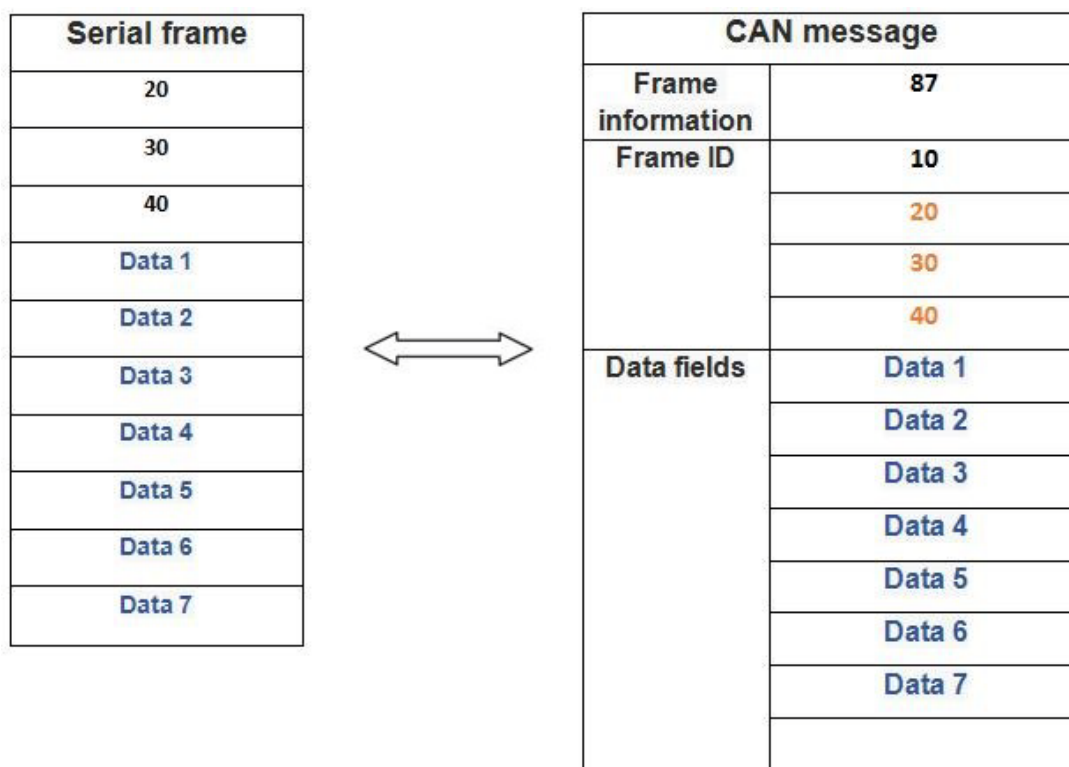 Serial frame
20
30
40
Data 1
Data 2
Data 3
Data 4
Data 5
Data 6
Data 7
CAN message
Frame
information
87
Frame ID
10
20
30
40
Data fields
Data 1
Data 2
Data 3
Data 4
Data 5
Data 6
Data 7